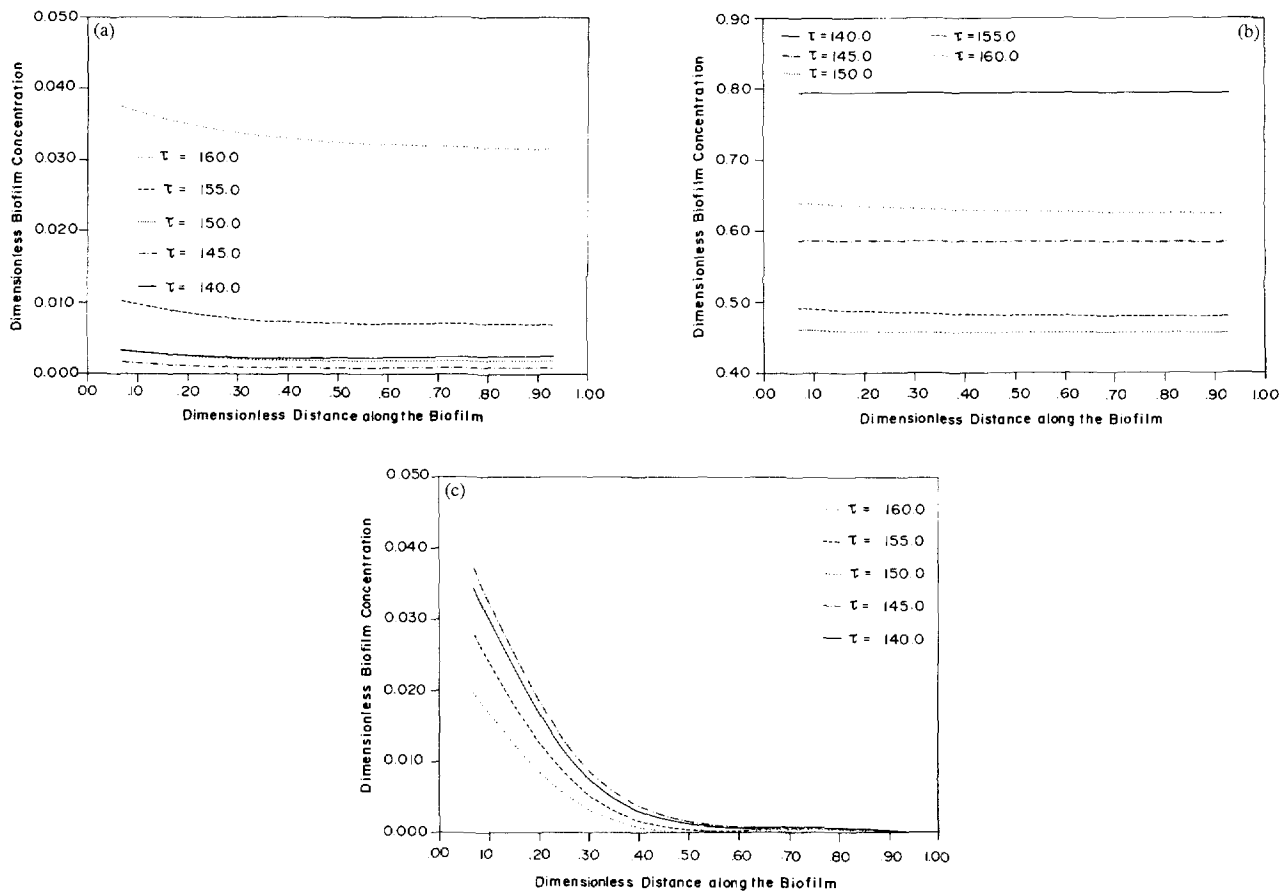 (a)
Dimensionless Biofilm Concentration
0.050
0.040
0.030
0.020
0.010
0.000
τ = 160.0
τ = 155.0
τ = 150.0
τ = 145.0
τ = 140.0
.00 .10 .20 .30 .40 .50 .60 .70 .80 .90 1.00
Dimensionless Distance along the Biofilm
(b)
Dimensionless Biofilm Concentration
0.90
0.80
0.70
0.60
0.50
0.40
τ=140.0
τ=145.0
τ=150.0
τ=155.0
τ=160.0
.00 .10 .20 .30 .40 .50 .60 .70 .80 .90 1.00
Dimensionless Distance along the Biofilm
(c)
Dimensionless Biofilm Concentration
0.050
0.040
0.030
0.020
0.010
0.000
τ = 160.0
τ = 155.0
τ = 150.0
τ = 145.0
τ = 140.0
.00 .10 .20 .30 .40 .50 .60 .70 .80 .90 1.00
Dimensionless Distance along the Biofilm